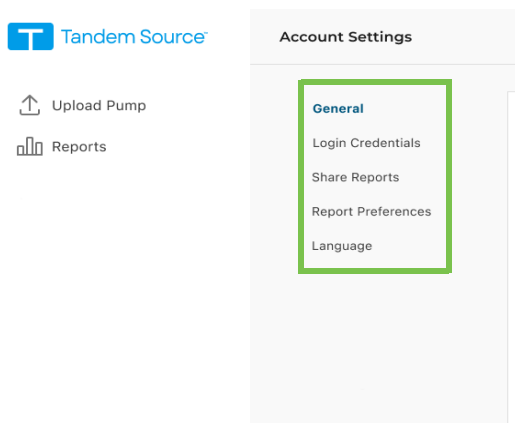 Tandem Source
Account Settings
Upload Pump
Reports
General
Login Credentials
Share Reports
Report Preferences
Language